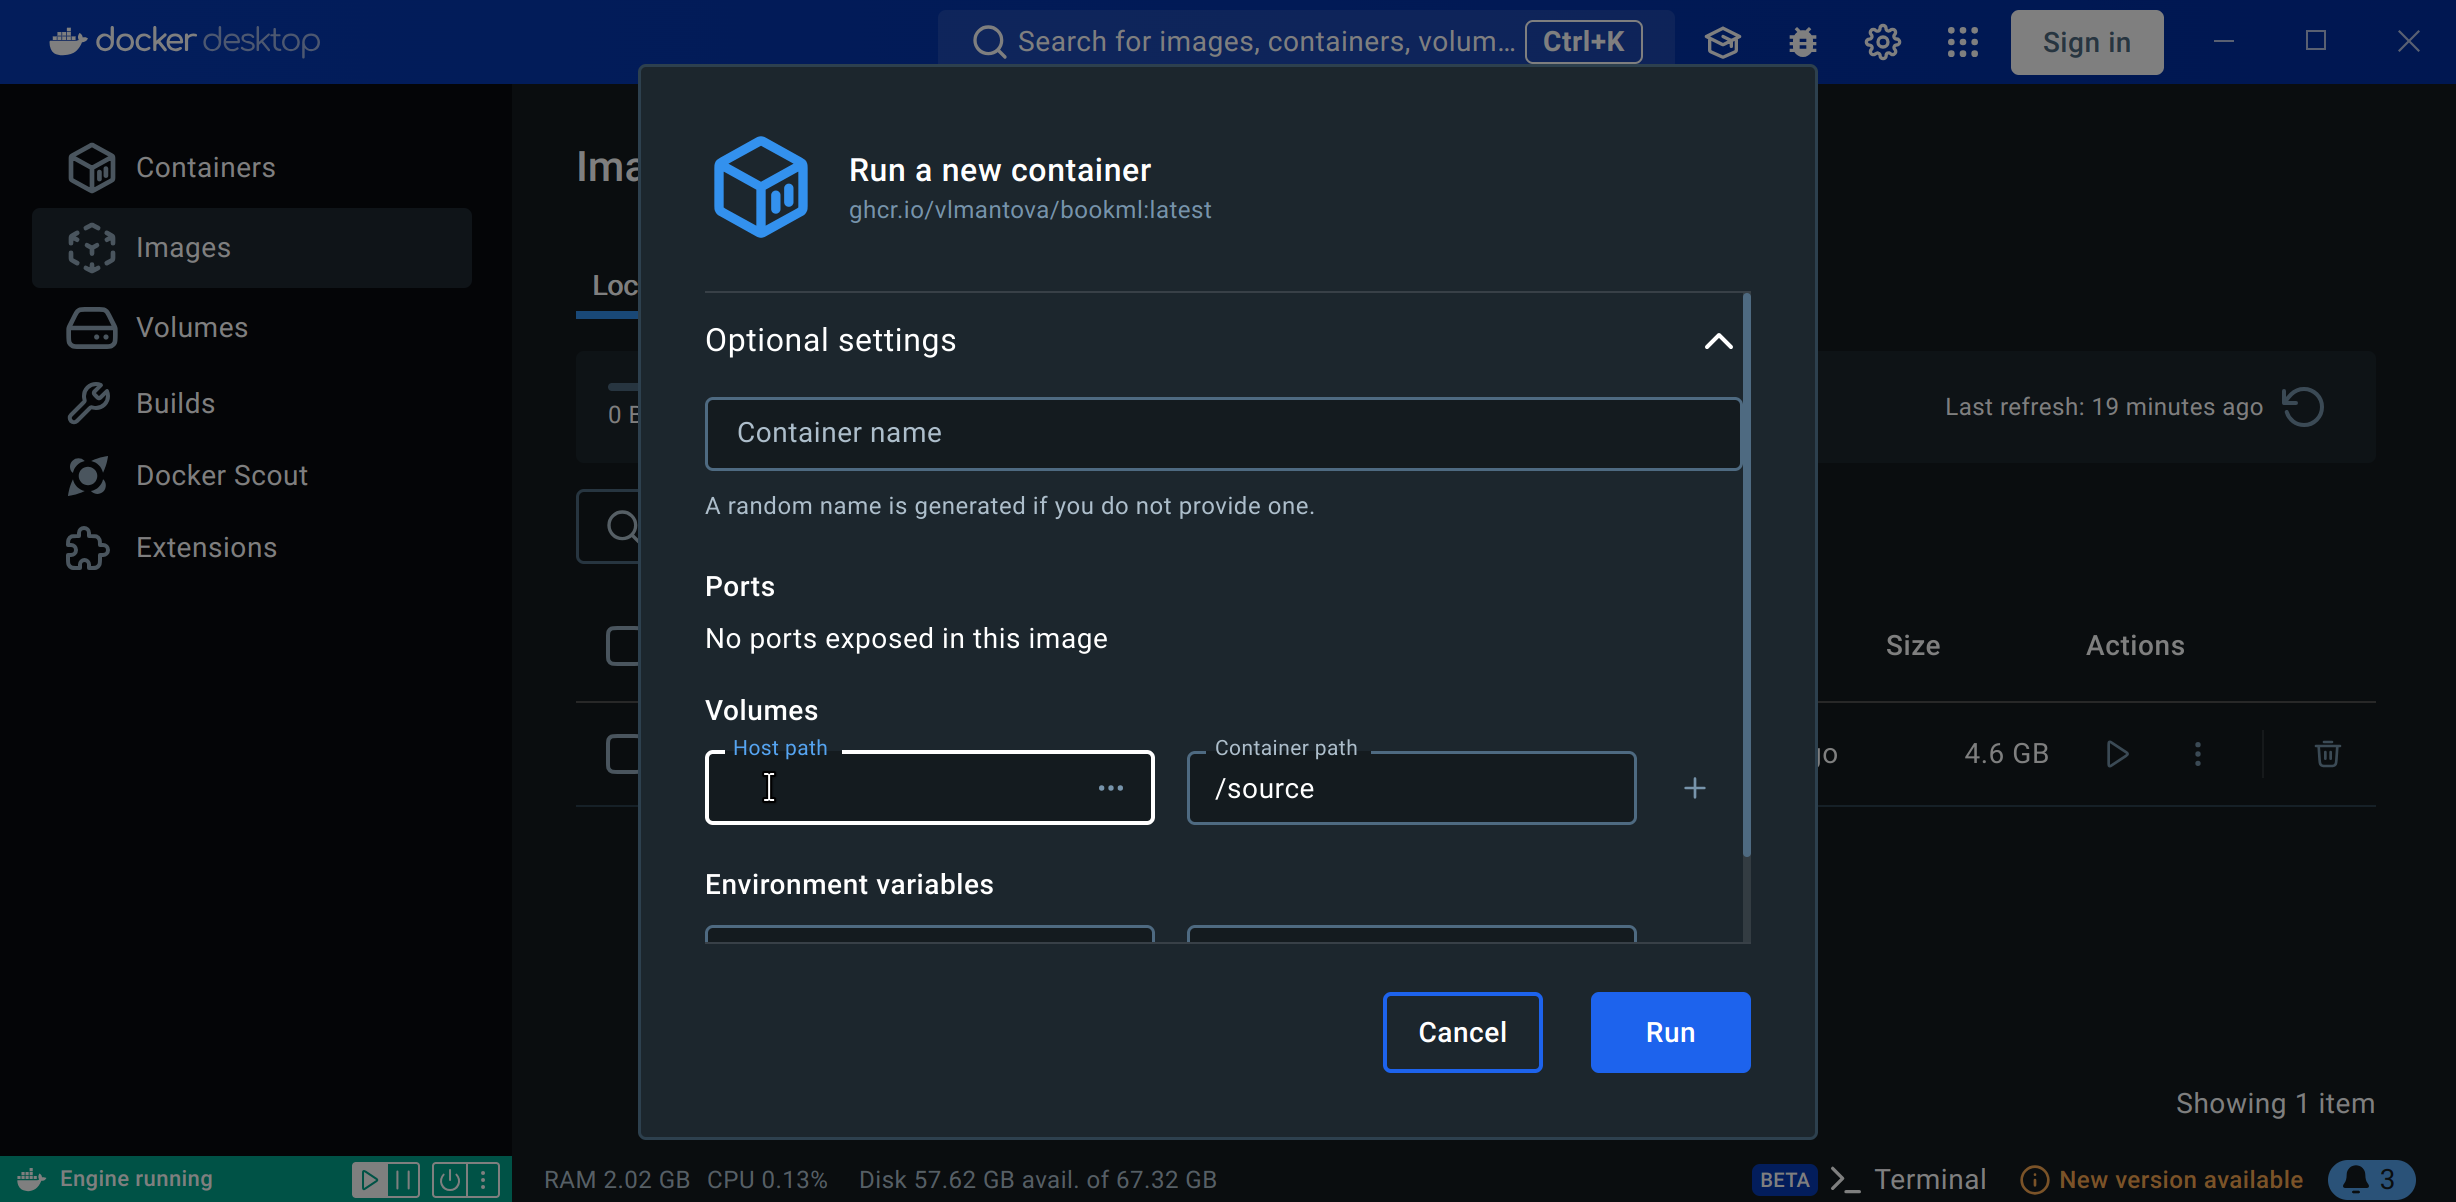 docker desktop
Search for images, containers, volum... Ctrl+K
Sign in
Containers
Images
Volumes
Builds
Docker Scout
Extensions
Ima
Loc
0 E
Last refresh: 19 minutes ago
Size Actions
go 4.6 GB
Showing 1 item
Run a new container
ghcr.io/vlmantova/bookml:latest
Optional settings
Container name
A random name is generated if you do not provide one.
Ports
No ports exposed in this image
Volumes
Host path Container path
/source
Environment variables
Cancel Run
Engine running
RAM 2.02 GB CPU 0.13% Disk 57.62 GB avail. of 67.32 GB
BETA Terminal New version available 3